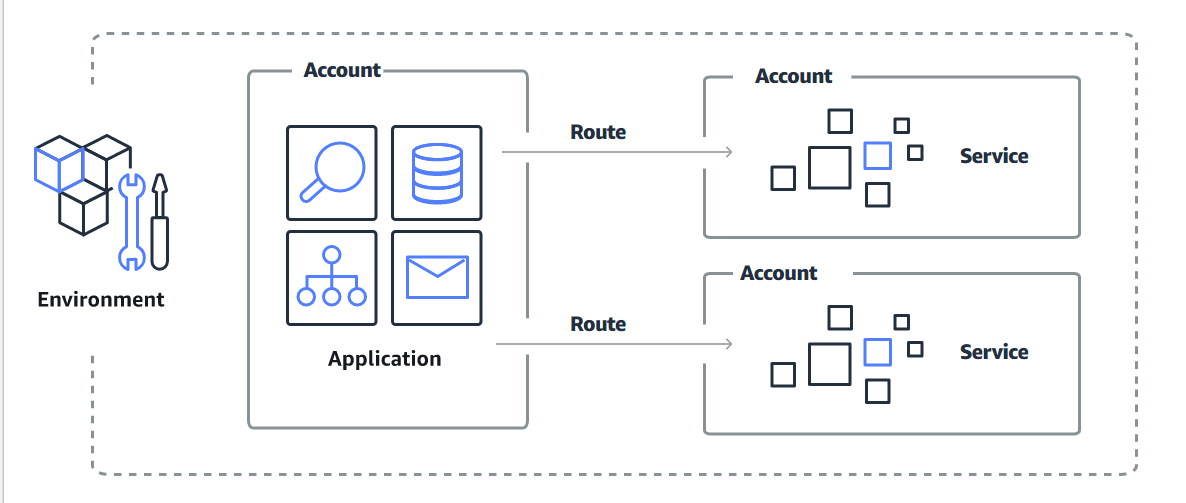 Account
Account
Route
Service
Environment
Account
Route
Service
Application